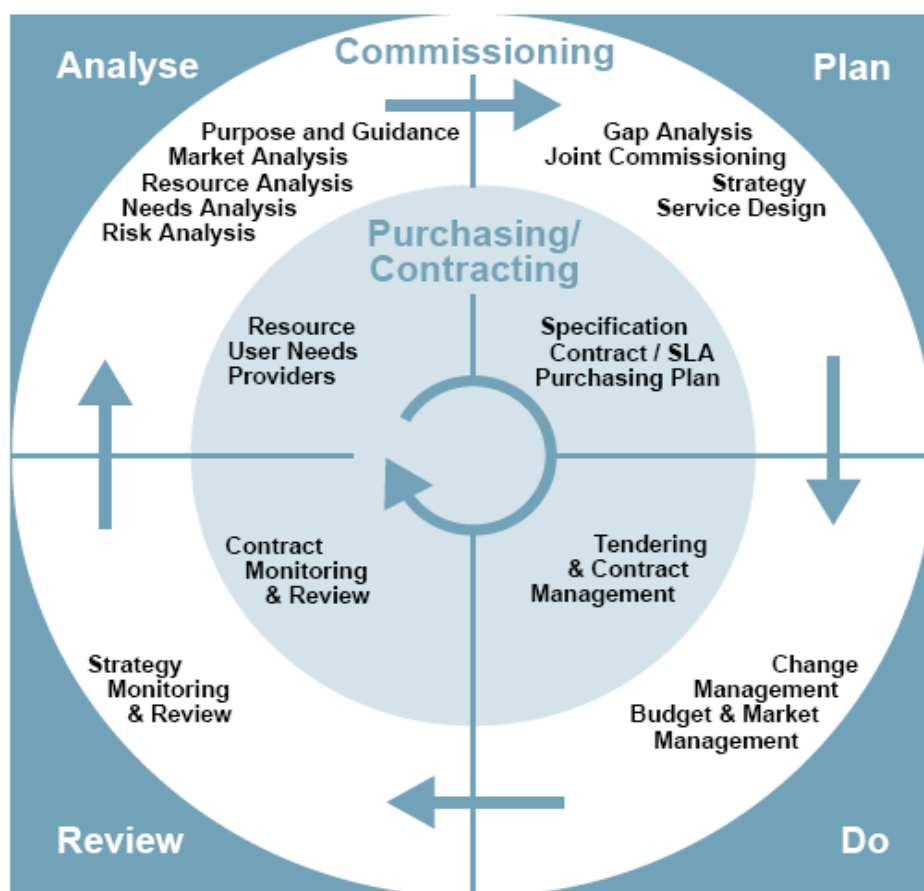 Analyse
Commissioning
Plan
Purpose and Guidance
Market Analysis
Resource Analysis
Needs Analysis
Risk Analysis
Gap Analysis
Joint Commissioning
Strategy
Service Design
Purchasing/
Contracting
Resource
User Needs
Providers
Specification
Contract / SLA
Purchasing Plan
Contract
Monitoring
& Review
Tendering
& Contract
Management
Strategy
Monitoring
& Review
Change
Management
Budget & Market
Management
Review
Do